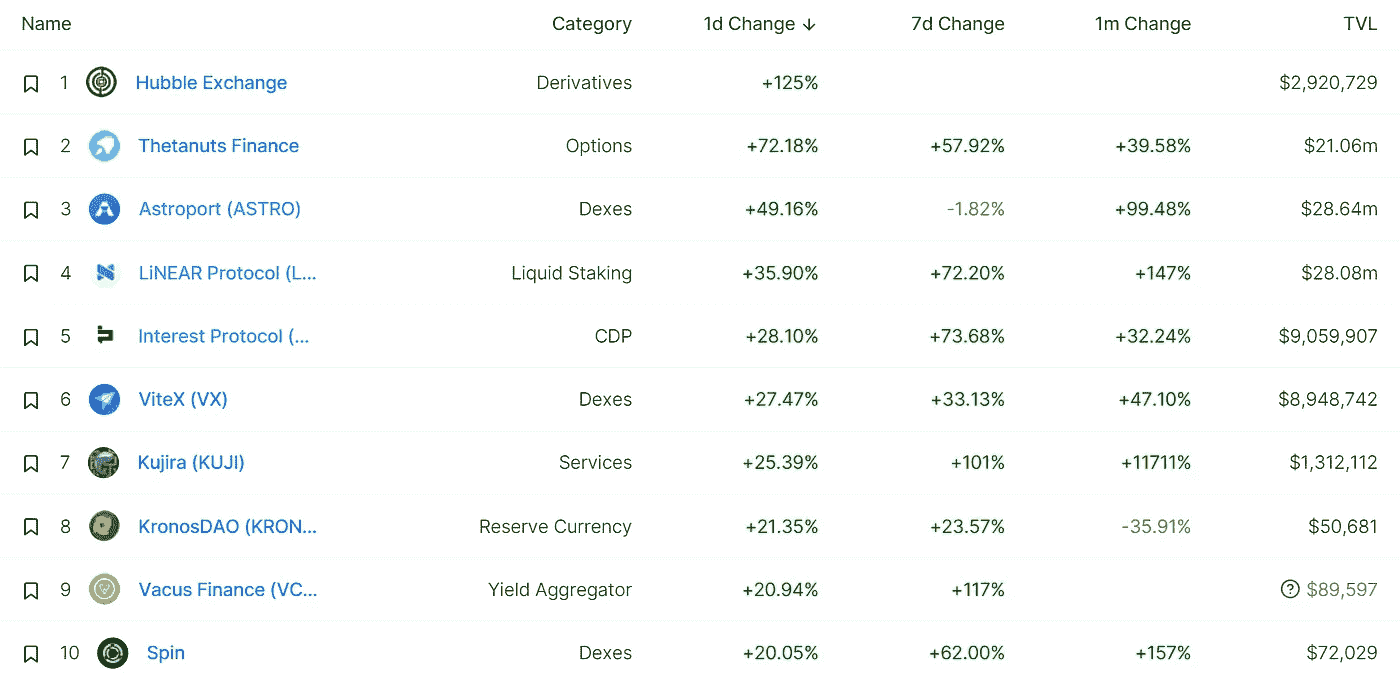 Name Category 1d Change ↓ 7d Change 1m Change TVL
1 Hubble Exchange Derivatives +125% $2,920,729
2 Thetanuts Finance Options +72.18% +57.92% +39.58% $21.06m
3 Astroport (ASTRO) Dexes +49.16% -1.82% +99.48% $28.64m
4 LiNEAR Protocol (L... Liquid Staking +35.90% +72.20% +147% $28.08m
5 Interest Protocol (... CDP +28.10% +73.68% +32.24% $9,059,907
6 ViteX (VX) Dexes +27.47% +33.13% +47.10% $8,948,742
7 Kujira (KUJI) Services +25.39% +101% +11711% $1,312,112
8 KronosDAO (KRON... Reserve Currency +21.35% +23.57% -35.91% $50,681
9 Vacus Finance (VC... Yield Aggregator +20.94% +117% ? $89,597
10 Spin Dexes +20.05% +62.00% +157% $72,029